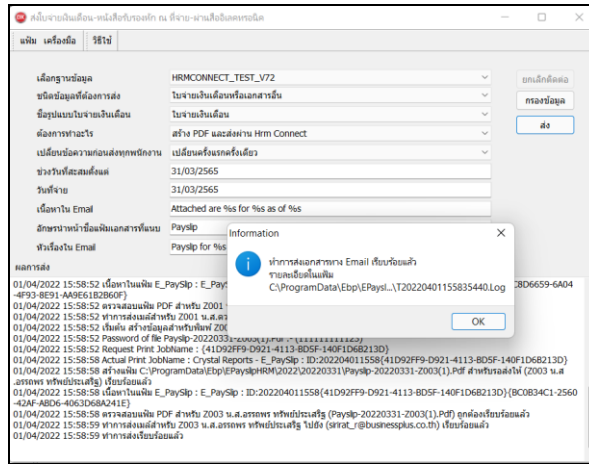 สลิบจ่ายเงินเดือน-หนังสือรับรองหัก ณ ที่จ่าย-ผ่านสื่ออิเลคทรอนิค
แฟ้ม เครื่องมือ วิธีใช้
เลือกฐานข้อมูล HRMCONNECT_TEST_V72 ยกเลิกติดต่อ
ชนิดข้อมูลที่ต้องการส่ง ใบจ่ายเงินเดือนหรือเอกสารอื่น กรองข้อมูล
ชื่อรูปแบบใบจ่ายเงินเดือน ใบจ่ายเงินเดือน ส่ง
ต้องการทำอะไร สร้าง PDF และส่งผ่าน Hrm Connect
เปลี่ยนข้อความก่อนส่งทุกพนักงาน เปลี่ยนครั้งแรกครั้งเดียว
ช่วงวันที่สะสมตั้งแต่ 31/03/2565
วันที่จ่าย 31/03/2565
เนื้อหาใน Email Attached are %s for %s as of %s
อักษรนำหน้าชื่อแฟ้มเอกสารที่แนบ Payslip
หัวเรื่องใน Email Payslip for %s
Information
ทำการส่งเอกสารทาง Email เรียบร้อยแล้ว
รายละเอียดในแฟ้ม
C:\ProgramData\Ebp\EPaysl...\T20220401155835440.Log
OK
ผลการส่ง
01/04/2022 15:58:52 เนื้อหาในแฟ้ม E_PaySlip : E_PayS C8D6659-6A04
-4F93-8E91-AA9E61B2B60F}
01/04/2022 15:58:52 ตรวจสอบแฟ้ม PDF สำหรับ Z001
01/04/2022 15:58:52 ทำการส่งเมล์สำหรับ Z001 น.ส.
01/04/2022 15:58:52 เริ่มต้น สร้างข้อมูลสำหรับพิมพ์ Z00
01/04/2022 15:58:52 Password of file Payslip-20220331-Z003(1).Pdf :-{1111111111123}
01/04/2022 15:58:52 Request Print JobName : {41D92FF9-D921-4113-BD5F-140F1D6B213D}
01/04/2022 15:58:58 Actual Print JobName : Crystal Reports - E_PaySlip : ID:202204011558{41D92FF9-D921-4113-BD5F-140F1D6B213D}
01/04/2022 15:58:58 สร้างแฟ้ม C:\ProgramData\Ebp\EPayslipHRM\2022\20220331\Payslip-20220331-Z003(1).Pdf สำหรับรอส่งให้ (Z003 น.ส
.อรรถพร ทรัพย์ประเสริฐ) เรียบร้อยแล้ว
01/04/2022 15:58:58 เนื้อหาในแฟ้ม E_PaySlip : E_PaySlip : ID:202204011558{41D92FF9-D921-4113-BD5F-140F1D6B213D}{BC0B34C1-2560
-42AF-ABD6-4063D68A241E}
01/04/2022 15:58:58 ตรวจสอบแฟ้ม PDF สำหรับ Z003 น.ส.อรรถพร ทรัพย์ประเสริฐ (Payslip-20220331-Z003(1).Pdf) ถูกต้องเรียบร้อยแล้ว
01/04/2022 15:58:59 ทำการส่งเมล์สำหรับ Z003 น.ส.อรรถพร ทรัพย์ประเสริฐ ไปยัง (sirirat_r@businessplus.co.th) เรียบร้อยแล้ว
01/04/2022 15:58:59 ทำการส่งเรียบร้อยแล้ว